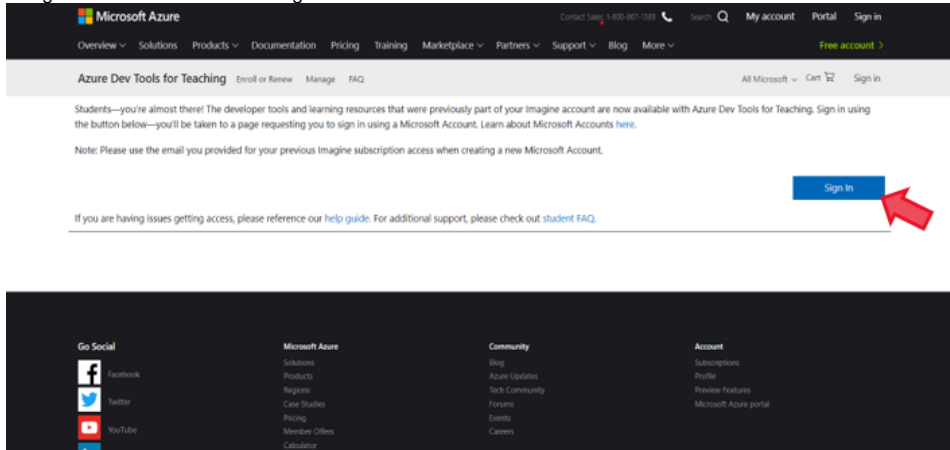 Microsoft Azure
Contact Sales 1-800-867-1389 Search My account Portal Sign in
Overview Solutions Products Documentation Pricing Training Marketplace Partners Support Blog More Free account >
Azure Dev Tools for Teaching Enroll or Renew Manage FAQ All Microsoft Cart Sign in
Students—you're almost there! The developer tools and learning resources that were previously part of your Imagine account are now available with Azure Dev Tools for Teaching. Sign in using
the button below—you'll be taken to a page requesting you to sign in using a Microsoft Account. Learn about Microsoft Accounts here.
Note: Please use the email you provided for your previous Imagine subscription access when creating a new Microsoft Account.
Sign In
If you are having issues getting access, please reference our help guide. For additional support, please check out student FAQ.
Go Social
Facebook
Twitter
YouTube
Microsoft Azure
Solutions
Products
Regions
Case Studies
Pricing
Member Offers
Calculator
Community
Blog
Azure Updates
Tech Community
Forums
Events
Careers
Account
Subscriptions
Profile
Preview Features
Microsoft Azure portal